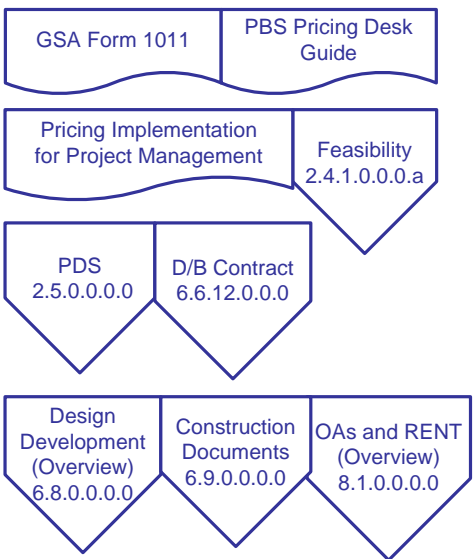 GSA Form 1011
PBS Pricing Desk
Guide
Pricing Implementation
for Project Management
Feasibility
2.4.1.0.0.0.a
PDS
2.5.0.0.0.0
D/B Contract
6.6.12.0.0.0
Design
Development
(Overview)
6.8.0.0.0.0
Construction
Documents
6.9.0.0.0.0
OAs and RENT
(Overview)
8.1.0.0.0.0